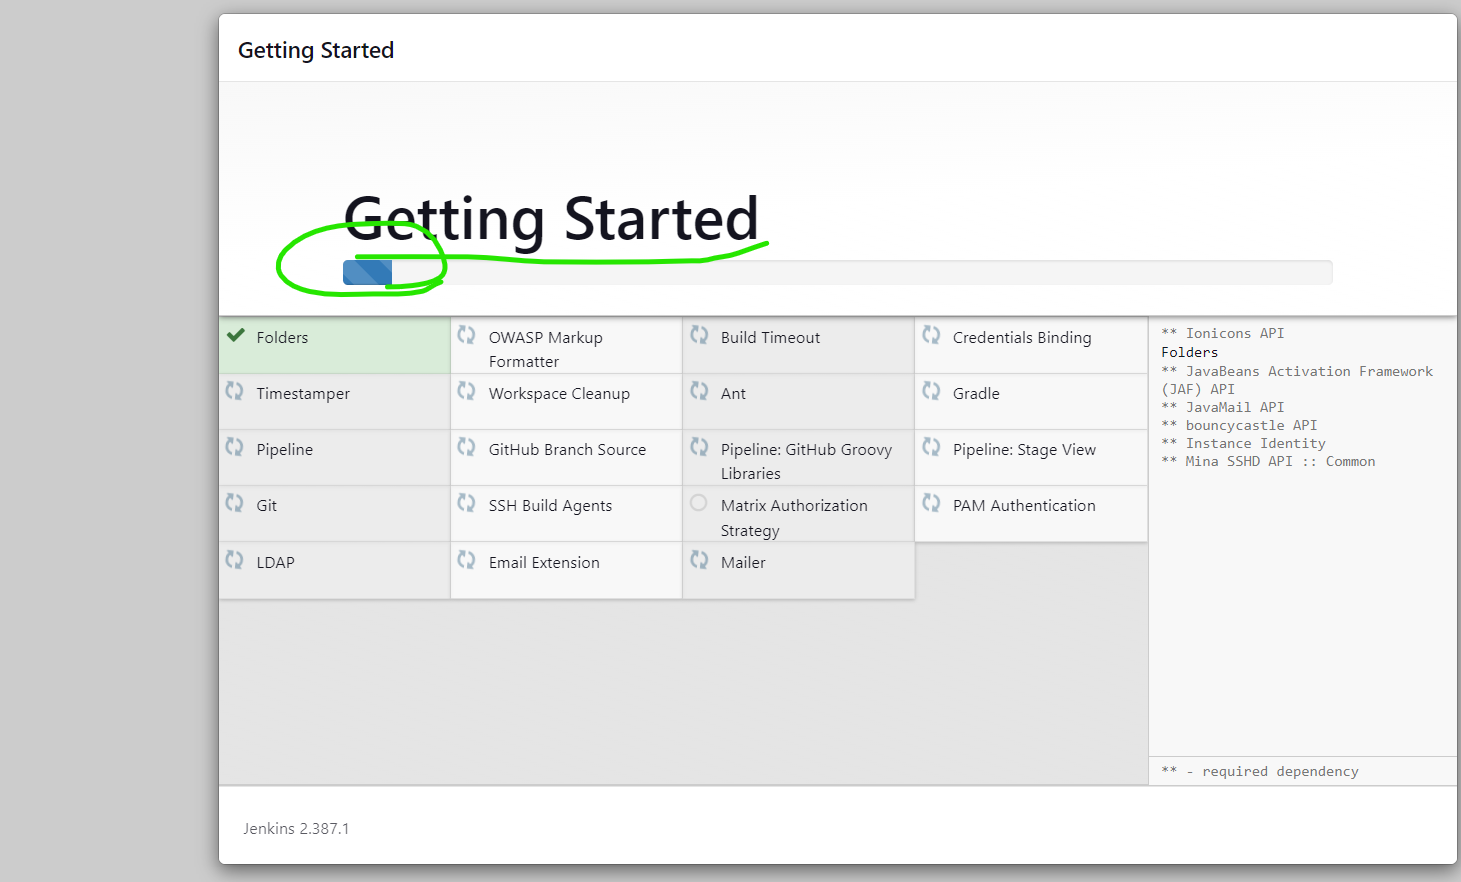 Getting Started
Getting Started
Folders
OWASP Markup
Formatter
Build Timeout
Credentials Binding
Timestamper
Workspace Cleanup
Ant
Gradle
Pipeline
GitHub Branch Source
Pipeline: GitHub Groovy
Libraries
Pipeline: Stage View
Git
SSH Build Agents
Matrix Authorization
Strategy
PAM Authentication
LDAP
Email Extension
Mailer
** Ionicons API
Folders
** JavaBeans Activation Framework
(JAF) API
** JavaMail API
** bouncycastle API
** Instance Identity
** Mina SSHD API :: Common
** - required dependency
Jenkins 2.387.1